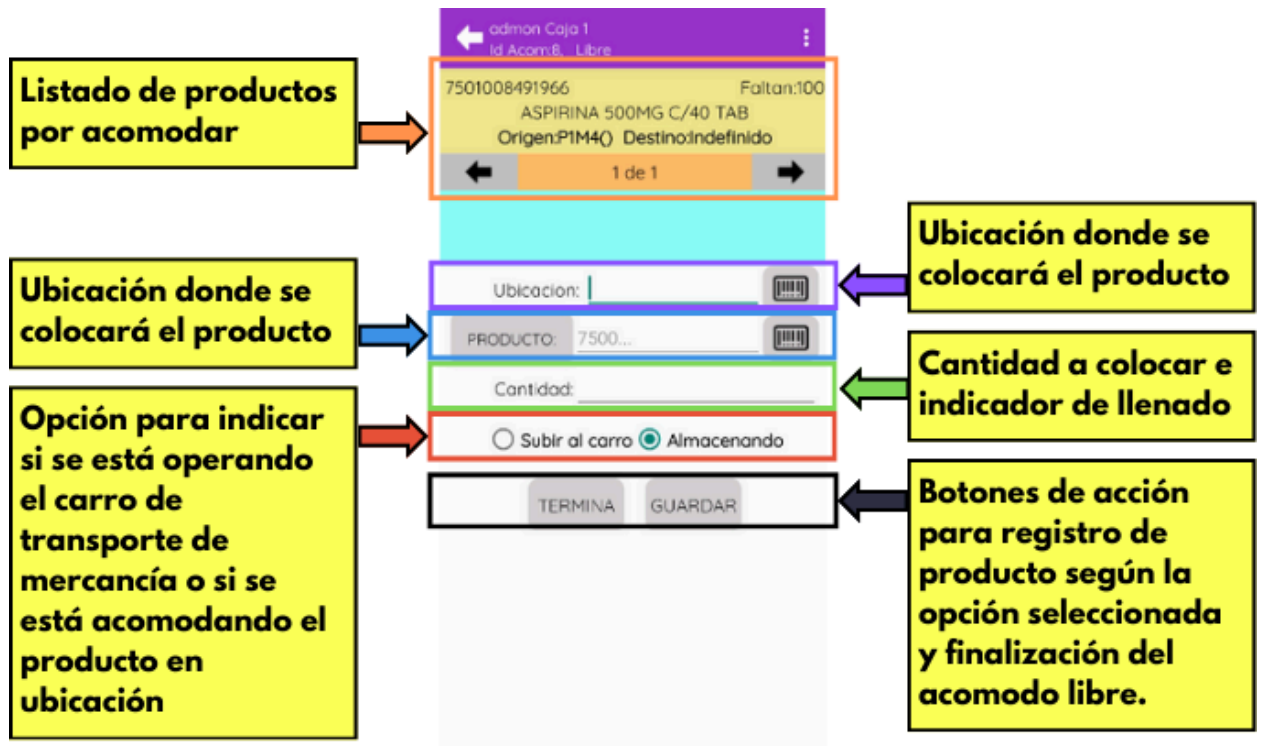 admon Caja 1
Id Acom:8, Libre
Listado de productos
por acomodar
7501008491966 Faltan:100
ASPIRINA 500MG C/40 TAB
Origen:P1M4() Destino:Indefinido
1 de 1
Ubicación donde se
colocará el producto
Ubicacion:
Ubicación donde se
colocará el producto
PRODUCTO: 7500...
Cantidad a colocar e
indicador de llenado
Cantidad:
Opción para indicar
si se está operando
el carro de
transporte de
mercancía o si se
está acomodando el
producto en
ubicación
Subir al carro Almacenando
Botones de acción
para registro de
producto según la
opción seleccionada
y finalización del
acomodo libre.
TERMINA GUARDAR